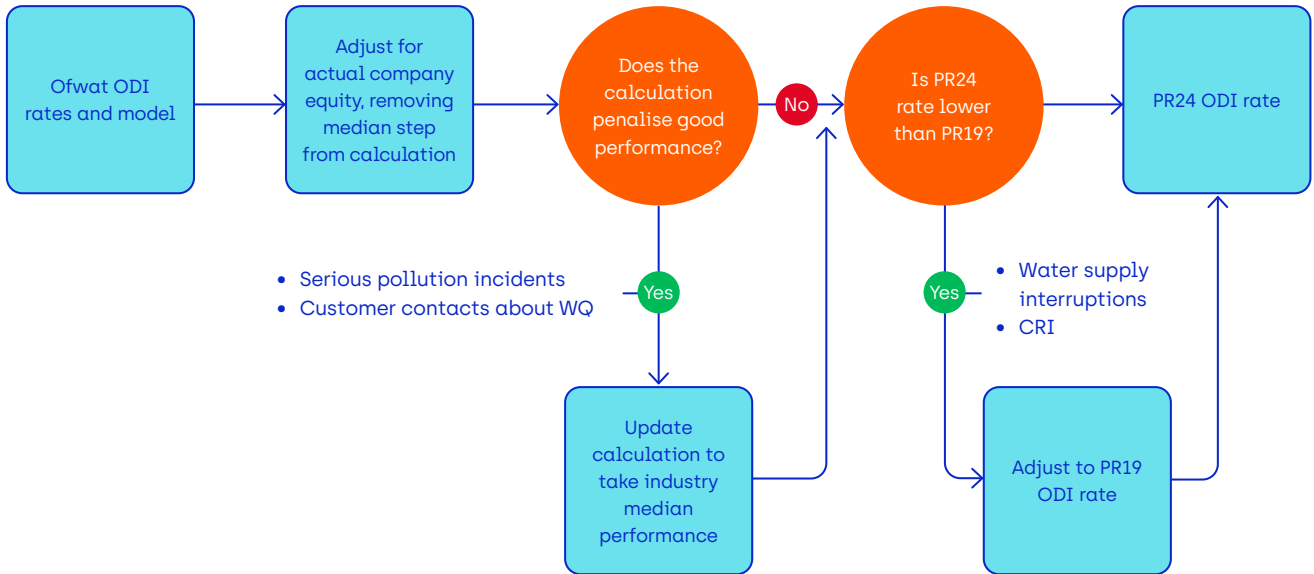 Ofwat ODI
rates and model
Adjust for
actual company
equity, removing
median step
from calculation
Does the
calculation
penalise good
performance?
No
Is PR24
rate lower
than PR19?
PR24 ODI rate
• Serious pollution incidents
• Customer contacts about WQ
Yes
Yes
• Water supply
interruptions
• CRI
Update
calculation to
take industry
median
performance
Adjust to PR19
ODI rate